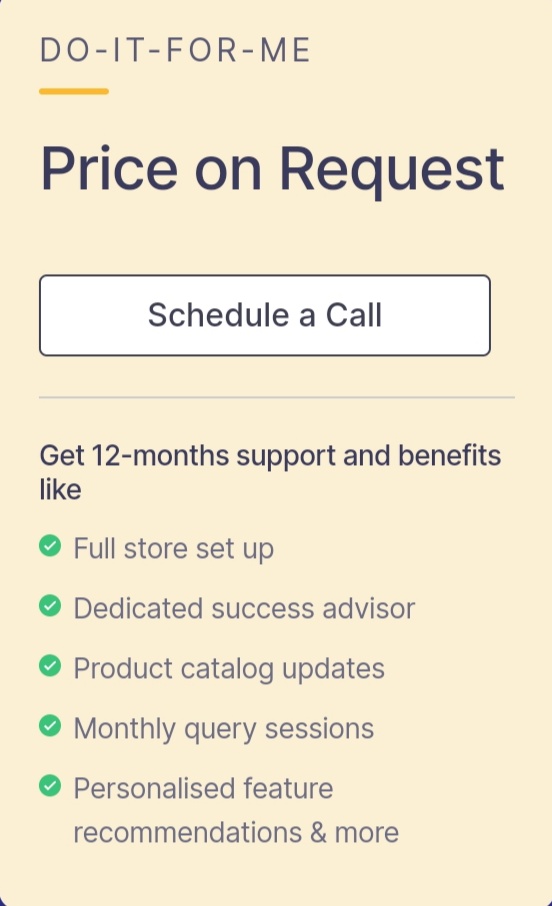 DO-IT-FOR-ME
Price on Request
Schedule a Call
Get 12-months support and benefits
like
Full store set up
Dedicated success advisor
Product catalog updates
Monthly query sessions
Personalised feature
recommendations & more